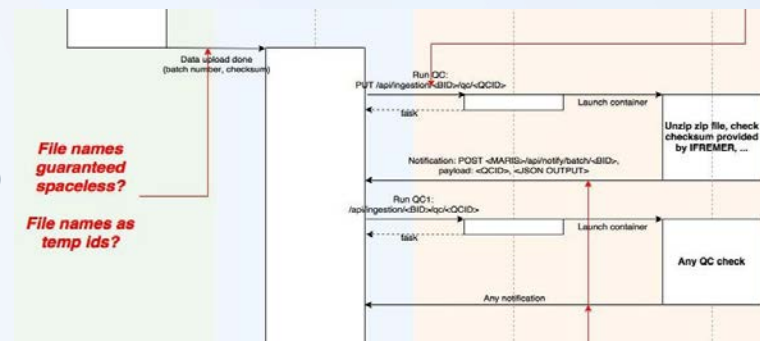 Data upload done
(batch number, checksum)
Run QC:
PUT /api/ingestion/<BID>/qc/<QCID>
task
Launch container
Unzip zip file, check
checksum provided
by IFREMER, ...
File names
guaranteed
spaceless?
File names as
temp ids?
Notification: POST <MARIS>/api/notify/batch/<BID>,
payload: <QCID>, <JSON OUTPUT>
Run QC1:
/api/ingestion/<BID>/qc/<QCID>
task
Launch container
Any QC check
Any notification